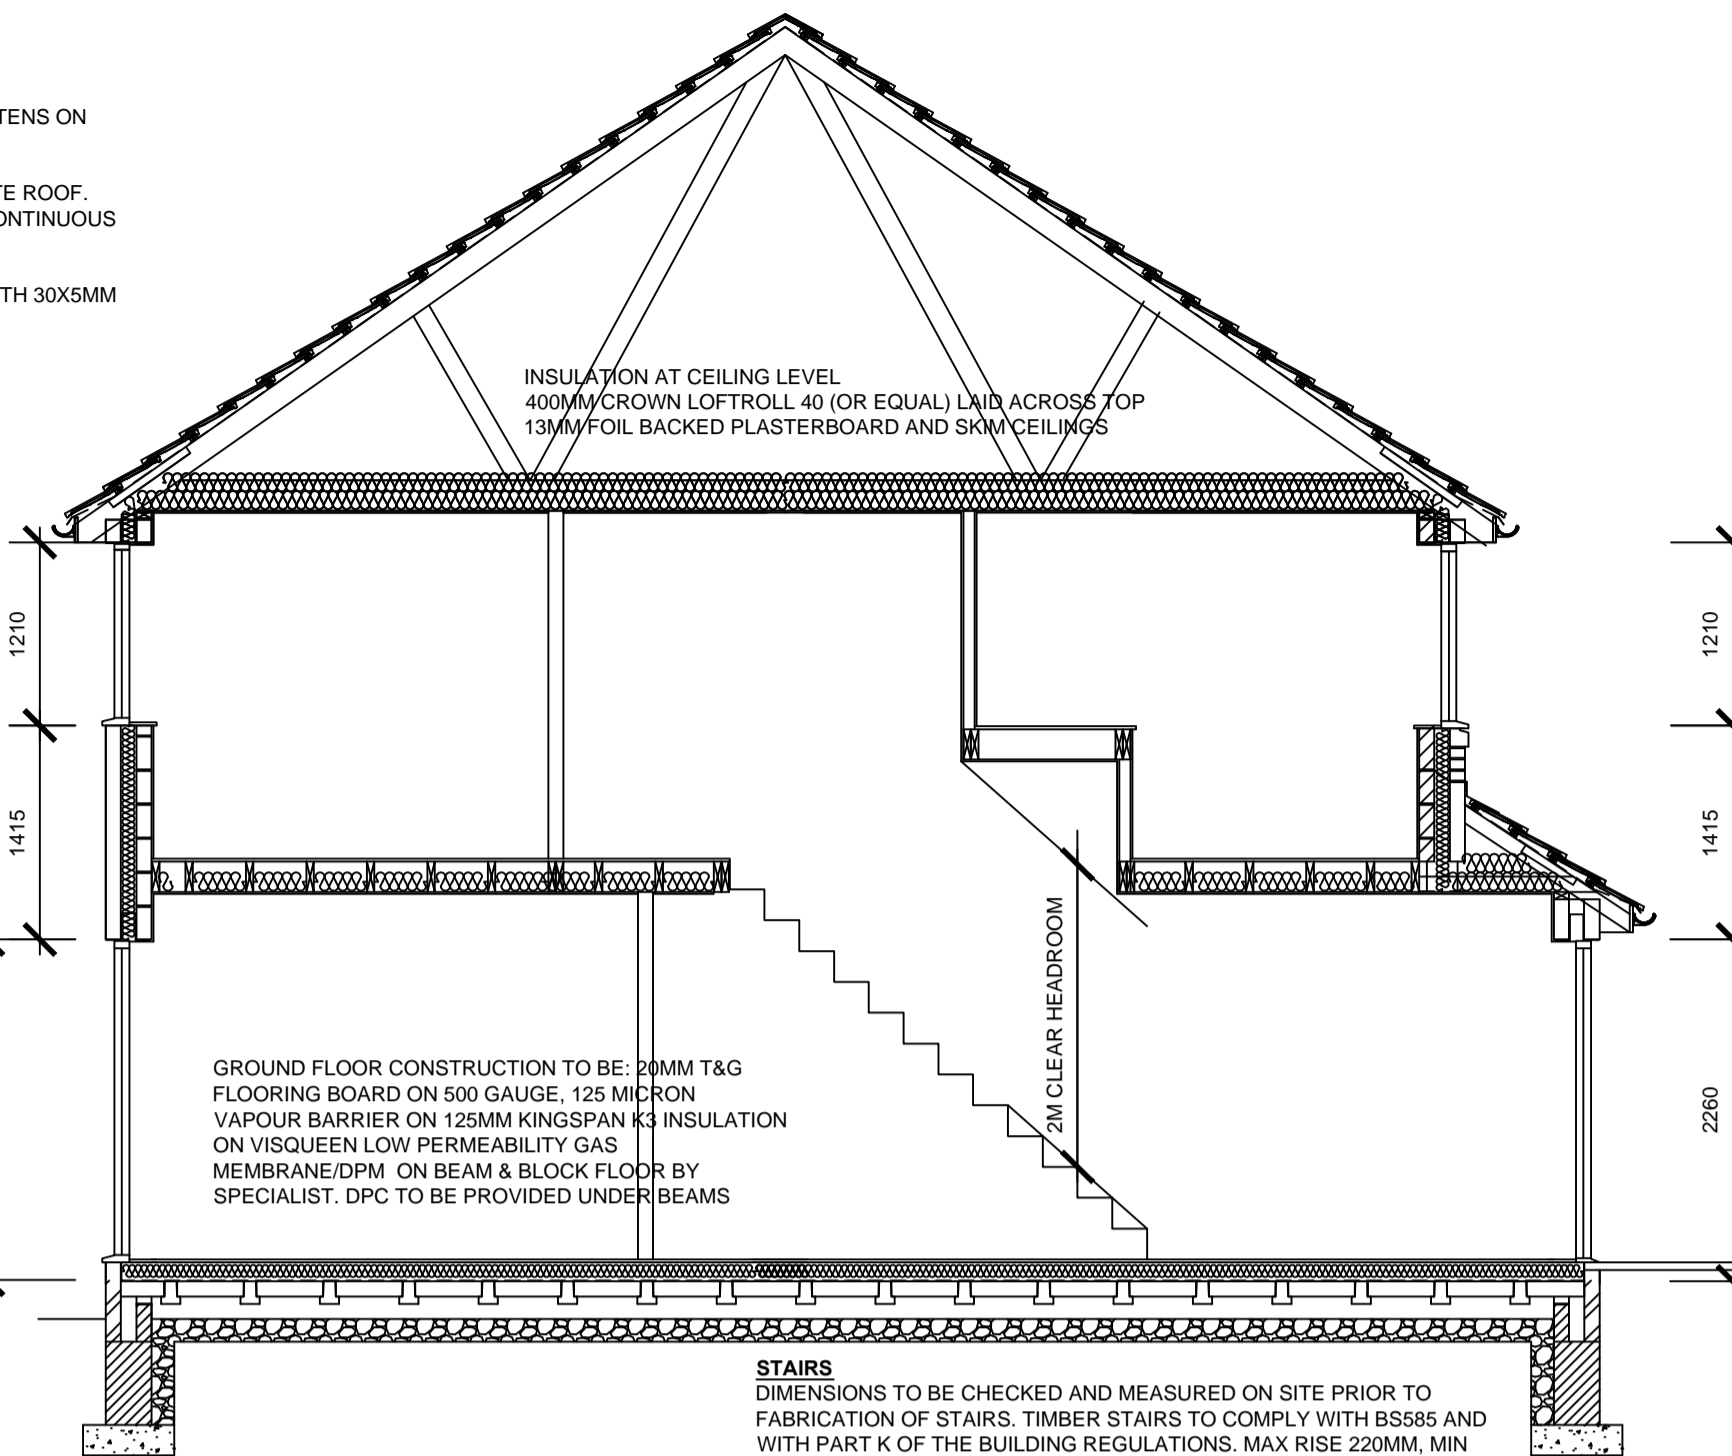 TENS ON
TE ROOF.
ONTINUOUS
TH 30X5MM
INSULATION AT CEILING LEVEL
400MM CROWN LOFTROLL 40 (OR EQUAL) LAID ACROSS TOP
13MM FOIL BACKED PLASTERBOARD AND SKIM CEILINGS
1210
1210
1415
1415
2M CLEAR HEADROOM
2260
GROUND FLOOR CONSTRUCTION TO BE: 20MM T&G
FLOORING BOARD ON 500 GAUGE, 125 MICRON
VAPOUR BARRIER ON 125MM KINGSPAN K3 INSULATION
ON VISQUEEN LOW PERMEABILITY GAS
MEMBRANE/DPM ON BEAM & BLOCK FLOOR BY
SPECIALIST. DPC TO BE PROVIDED UNDER BEAMS
STAIRS
DIMENSIONS TO BE CHECKED AND MEASURED ON SITE PRIOR TO
FABRICATION OF STAIRS. TIMBER STAIRS TO COMPLY WITH BS585 AND
WITH PART K OF THE BUILDING REGULATIONS. MAX RISE 220MM, MIN